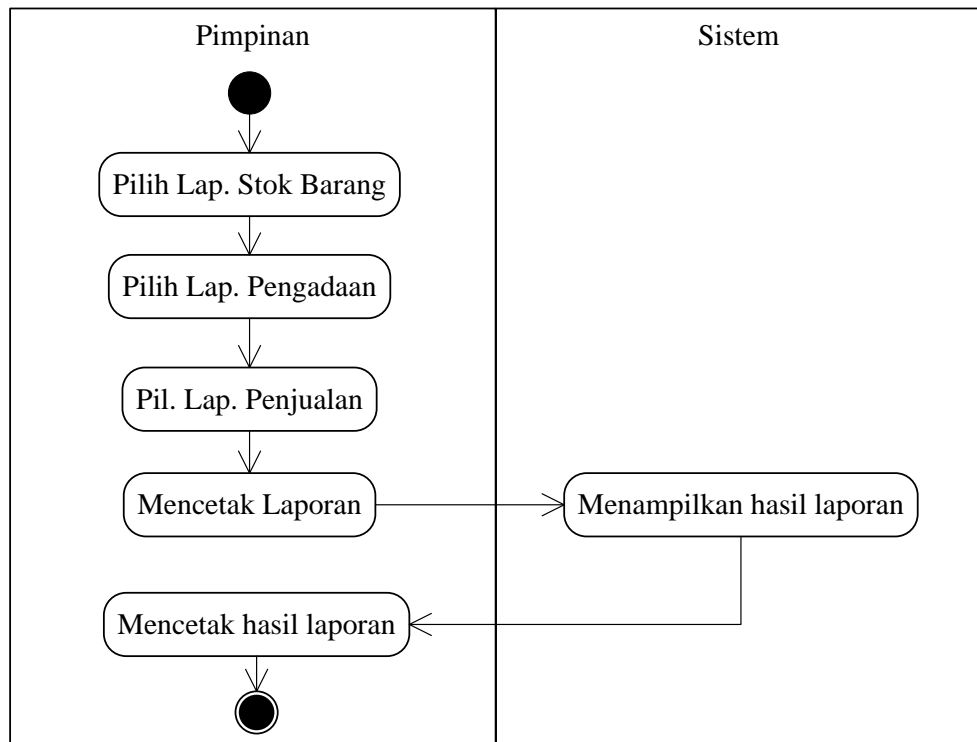 Pimpinan
Sistem
Pilih Lap. Stok Barang
Pilih Lap. Pengadaan
Pil. Lap. Penjualan
Mencetak Laporan
Menampilkan hasil laporan
Mencetak hasil laporan